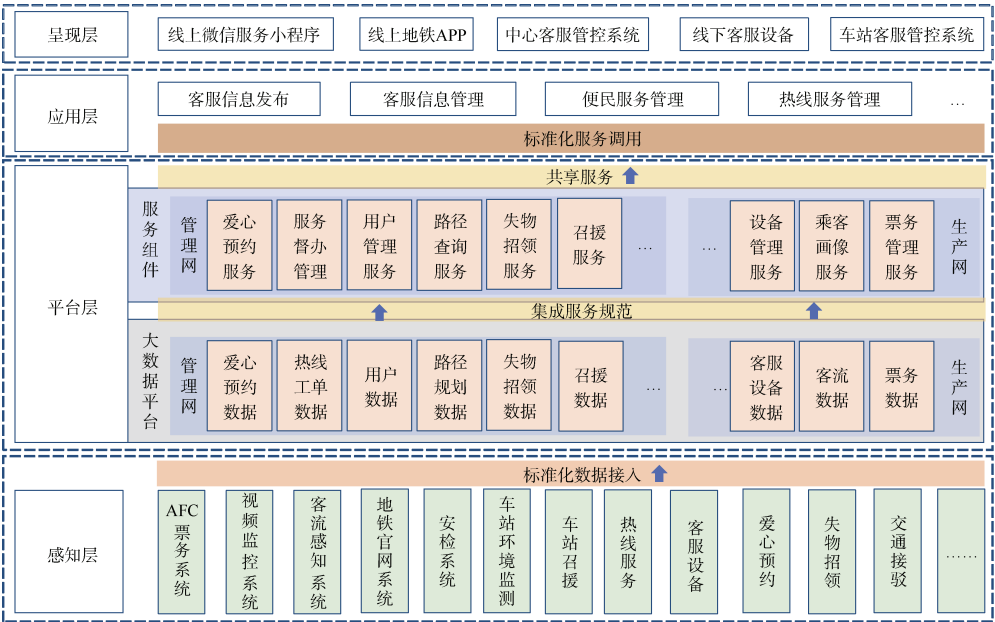 呈现层
线上微信服务小程序
线上地铁APP
中心客服管控系统
线下客服设备
车站客服管控系统
应用层
客服信息发布
客服信息管理
便民服务管理
热线服务管理
…
标准化服务调用
平台层
共享服务
服务组件
管理网
爱心
预约
服务
服务
督办
管理
用户
管理
服务
路径
查询
服务
失物
招领
服务
召援
服务
…
…
设备
管理
服务
乘客
画像
服务
票务
管理
服务
生产网
集成服务规范
大数据平台
管理网
爱心
预约
数据
热线
工单
数据
用户
数据
路径
规划
数据
失物
招领
数据
召援
数据
…
…
客服
设备
数据
客流
数据
票务
数据
生产网
感知层
标准化数据接入
AFC票务系统
视频监控系统
客流感知系统
地铁官网系统
安检系统
车站环境监测
车站召援
热线服务
客服设备
爱心预约
失物招领
交通接驳
……